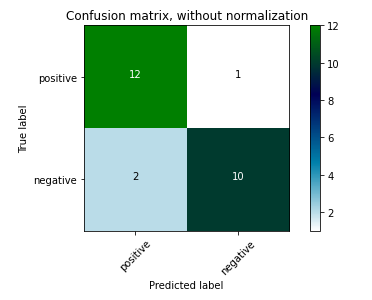 Confusion matrix, without normalization
positive
12
1
negative
2
10
positive
negative
True label
Predicted label
12
10
8
6
4
2